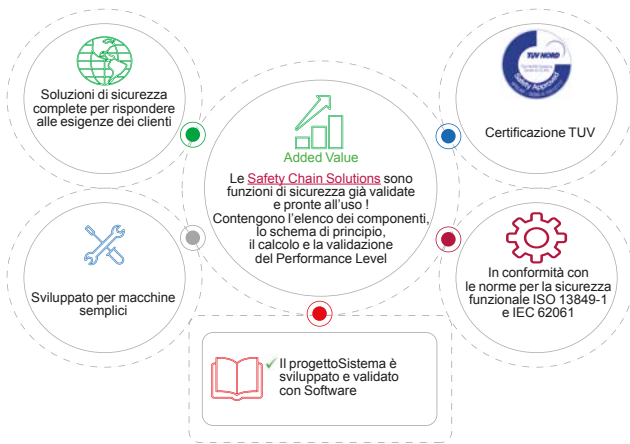 Soluzioni di sicurezza
complete per rispondere
alle esigenze dei clienti
Added Value
Le Safety Chain Solutions sono
funzioni di sicurezza già validate
e pronte all'uso !
Contengono l'elenco dei componenti,
lo schema di principio,
il calcolo e la validazione
del Performance Level
TUV NORD
Safety Approved
Certificazione TUV
Sviluppato per macchine
semplici
In conformità con
le norme per la sicurezza
funzionale ISO 13849-1
e IEC 62061
Il progettoSistema è
sviluppato e validato
con Software